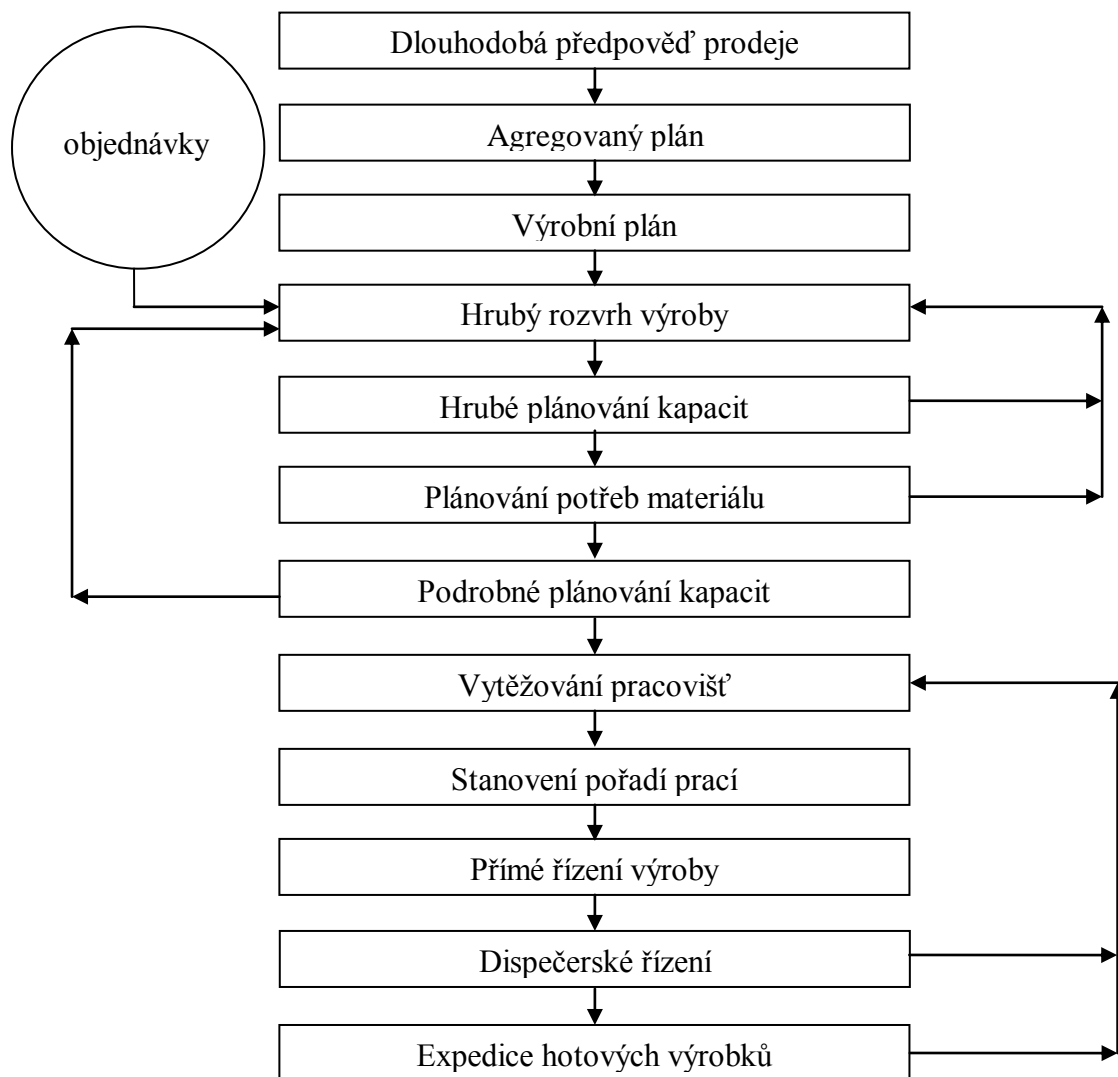 Dlouhodobá předpověď prodeje
objednávky
Agregovaný plán
Výrobní plán
Hrubý rozvrh výroby
Hrubé plánování kapacit
Plánování potřeb materiálu
Podrobné plánování kapacit
Vytěžování pracovišť
Stanovení pořadí prací
Přímé řízení výroby
Dispečerské řízení
Expedice hotových výrobků